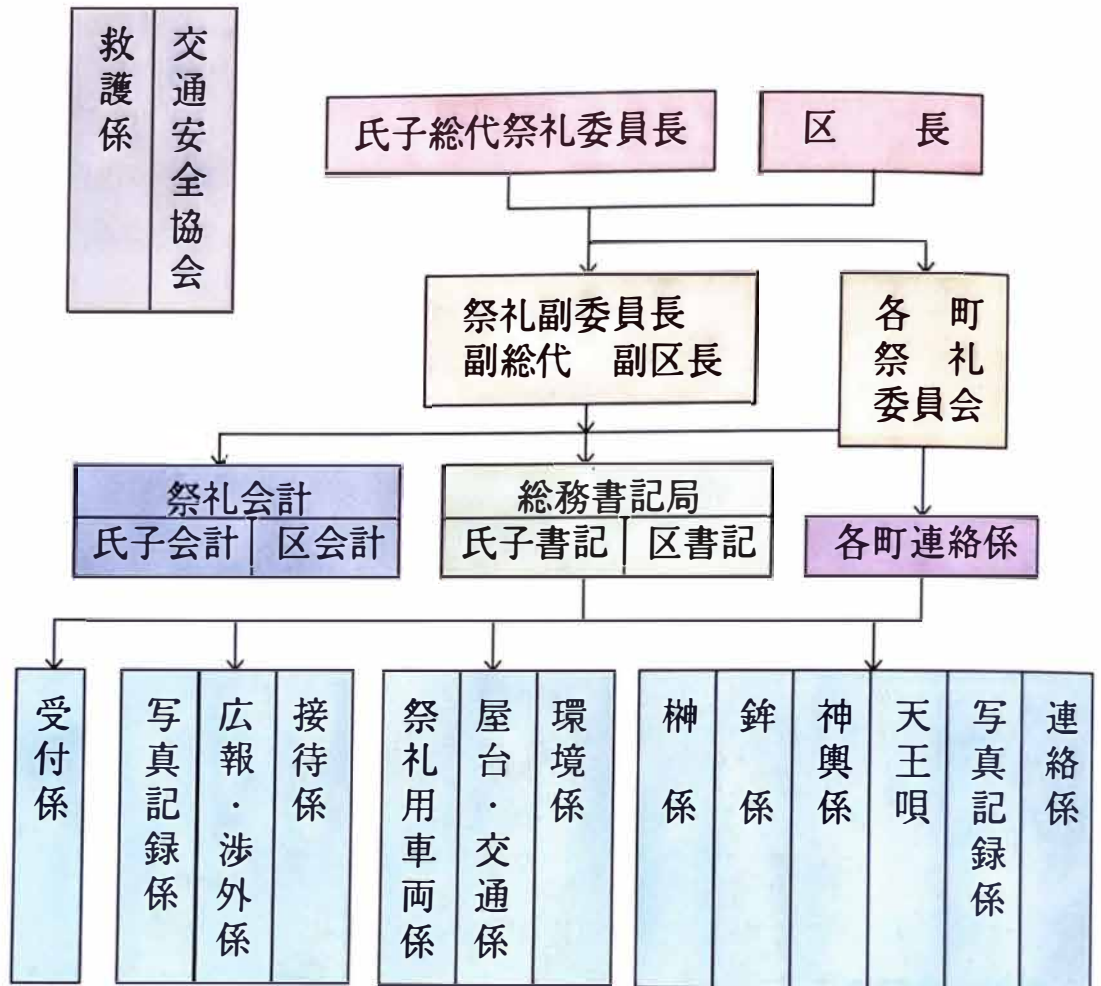 交通安全協会
救護係
氏子総代祭礼委員長
区　長
祭礼副委員長
副総代　副区長
各　町
祭　礼
委員会
祭礼会計
氏子会計
区会計
総務書記局
氏子書記
区書記
各町連絡係
受付係
写真記録係
広報・渉外係
接待係
祭礼用車両係
屋台・交通係
環境係
榊　係
鉾　係
神輿係
天王唄
写真記録係
連絡係